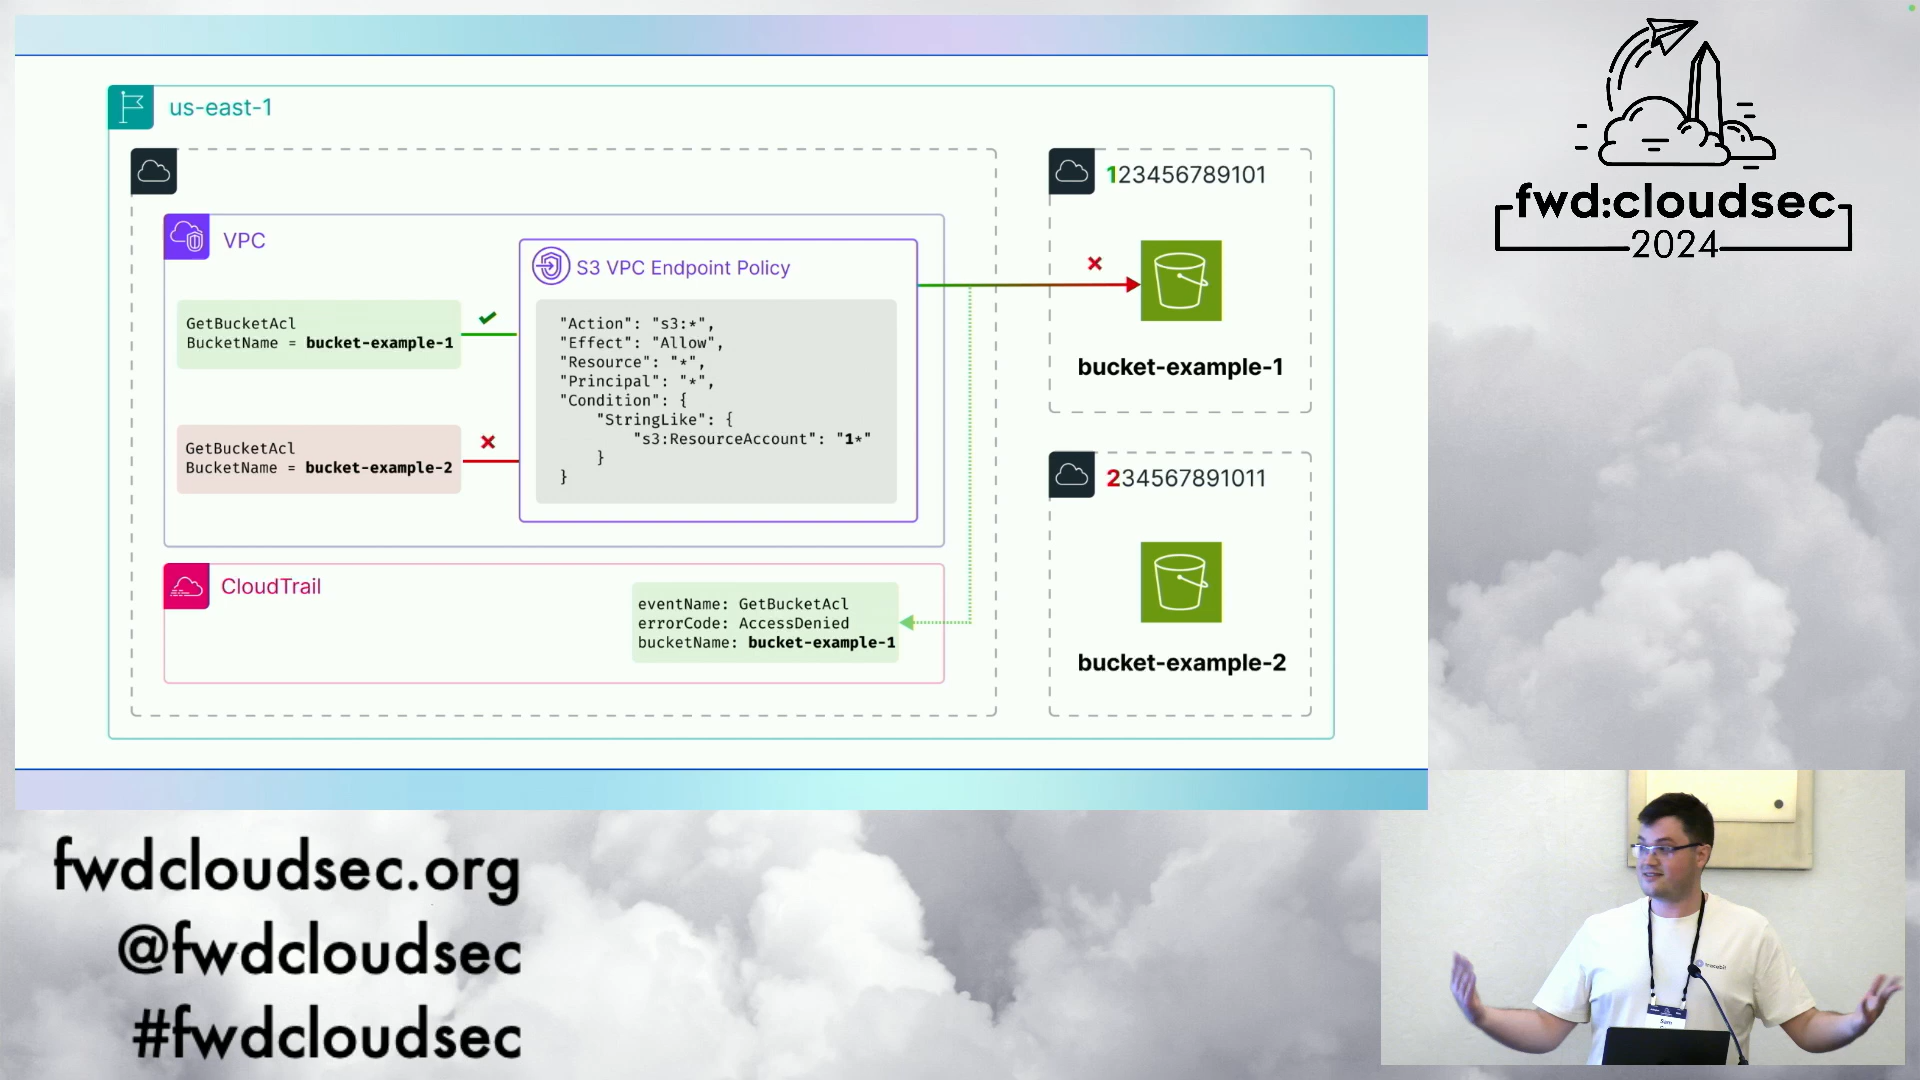 us-east-1
VPC
GetBucketAcl
BucketName = bucket-example-1
GetBucketAcl
BucketName = bucket-example-2
S3 VPC Endpoint Policy
"Action": "s3:*",
"Effect": "Allow",
"Resource": "*",
"Principal": "*",
"Condition": {
"StringLike": {
"s3:ResourceAccount": "1*"
}
}
CloudTrail
eventName: GetBucketAcl
errorCode: AccessDenied
bucketName: bucket-example-1
123456789101
bucket-example-1
234567891011
bucket-example-2
fwd:cloudsec
2024
fwdcloudsec.org
@fwdcloudsec
#fwdcloudsec
tracebit
Sam